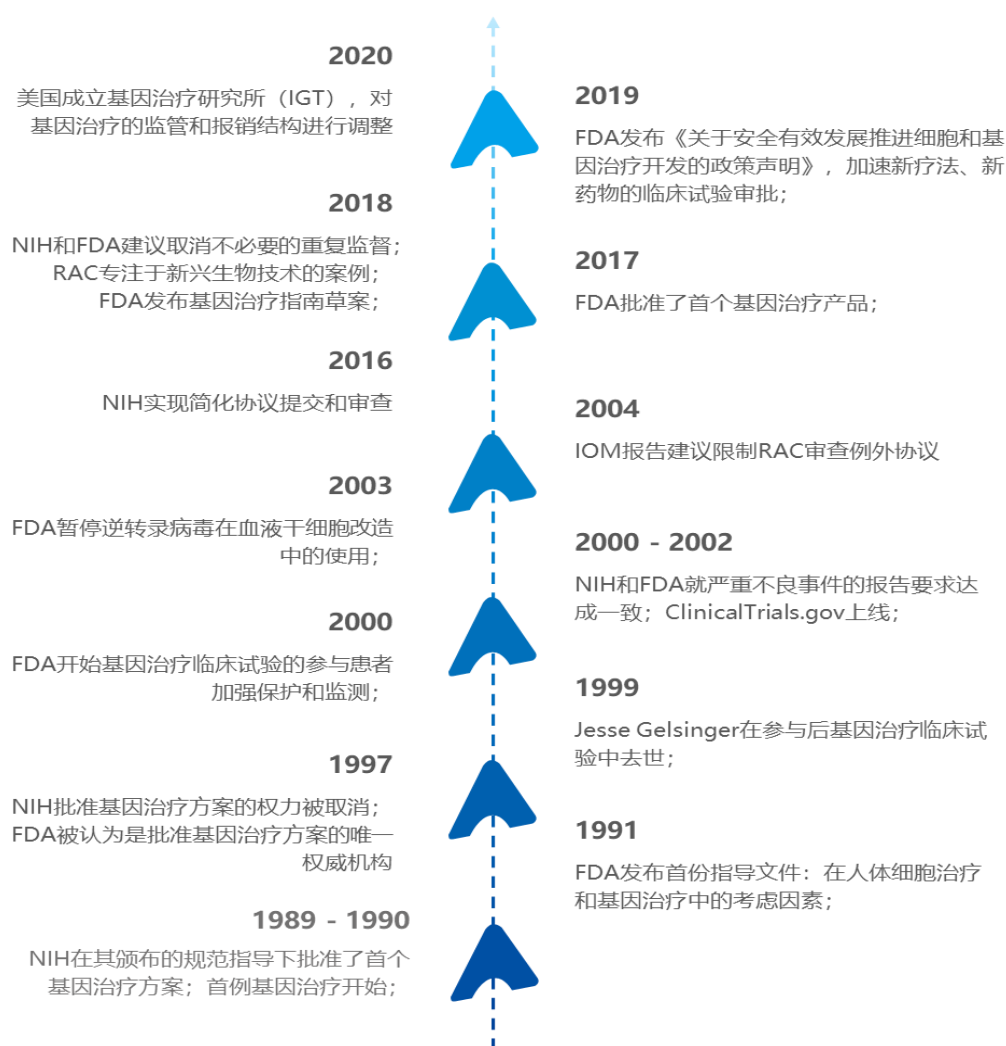 2020
美国成立基因治疗研究所（IGT），对
基因治疗的监管和报销结构进行调整
2019
FDA发布《关于安全有效发展推进细胞和基
因治疗开发的政策声明》，加速新疗法、新
药物的临床试验审批；
2018
NIH和FDA建议取消不必要的重复监督；
RAC专注于新兴生物技术的案例；
FDA发布基因治疗指南草案；
2017
FDA批准了首个基因治疗产品；
2016
NIH实现简化协议提交和审查
2004
IOM报告建议限制RAC审查例外协议
2003
FDA暂停逆转录病毒在血液干细胞改造
中的使用；
2000 - 2002
NIH和FDA就严重不良事件的报告要求达
成一致；ClinicalTrials.gov上线；
2000
FDA开始基因治疗临床试验的参与患者
加强保护和监测；
1999
Jesse Gelsinger在参与后基因治疗临床试
验中去世；
1997
NIH批准基因治疗方案的权力被取消；
FDA被认为是批准基因治疗方案的唯一
权威机构
1991
FDA发布首份指导文件：在人体细胞治疗
和基因治疗中的考虑因素；
1989 - 1990
NIH在其颁布的规范指导下批准了首个
基因治疗方案；首例基因治疗开始；